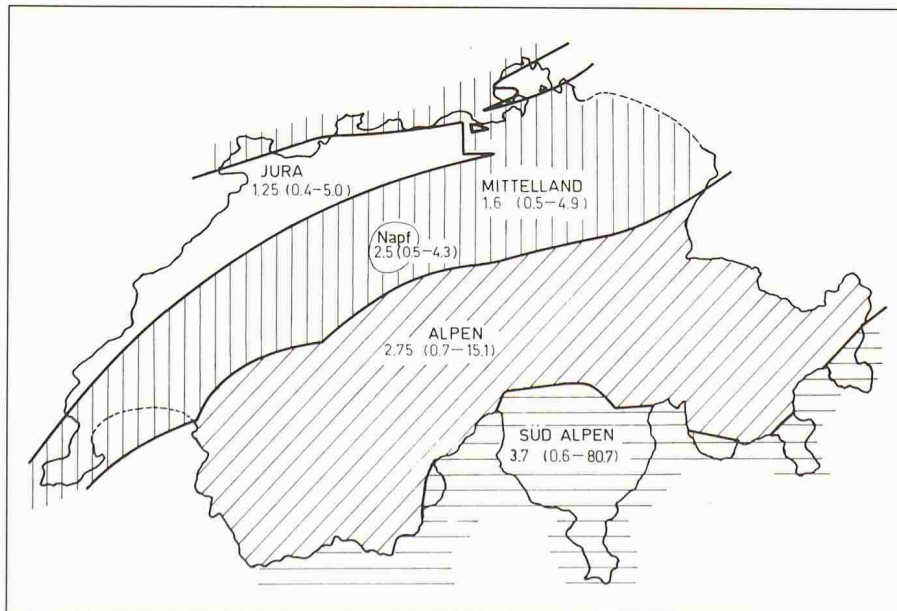 JURA
1.25 (0.4–5.0)
MITTELLAND
1.6 (0.5–4.9)
Napf
2.5 (0.5–4.3)
ALPEN
2.75 (0.7–15.1)
SÜD ALPEN
3.7 (0.6–80.7)